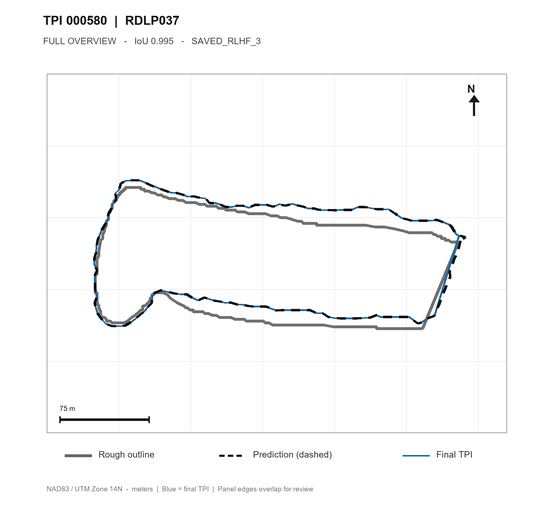 TPI 000580 | RDLP037
FULL OVERVIEW - IoU 0.995 - SAVED_RLHF_3
N
75 m
Rough outline
Prediction (dashed)
Final TPI
NAD83 / UTM Zone 14N - meters | Blue = final TPI | Panel edges overlap for review